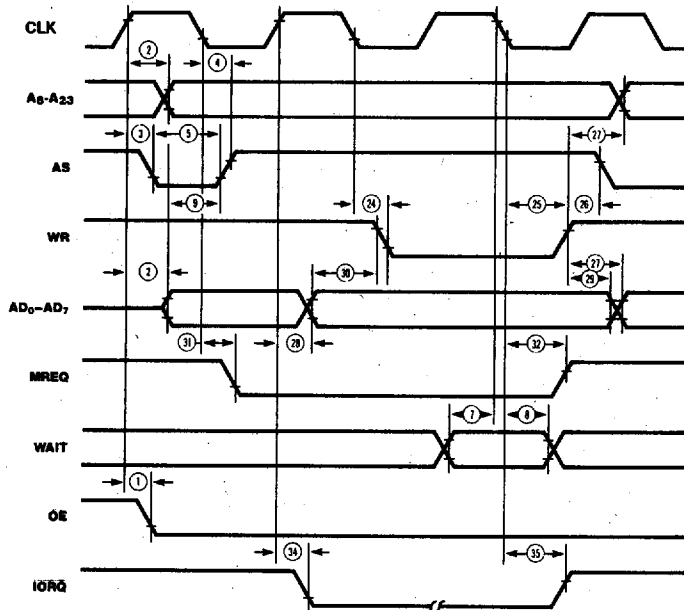 CLK
2 4
A8-A23
3 5 27
AS
9 24 25 26
WR
2 30 27
29
AD0-AD7
31 28 32
MREQ
7 8
WAIT
1
OE
34 35
IORQ